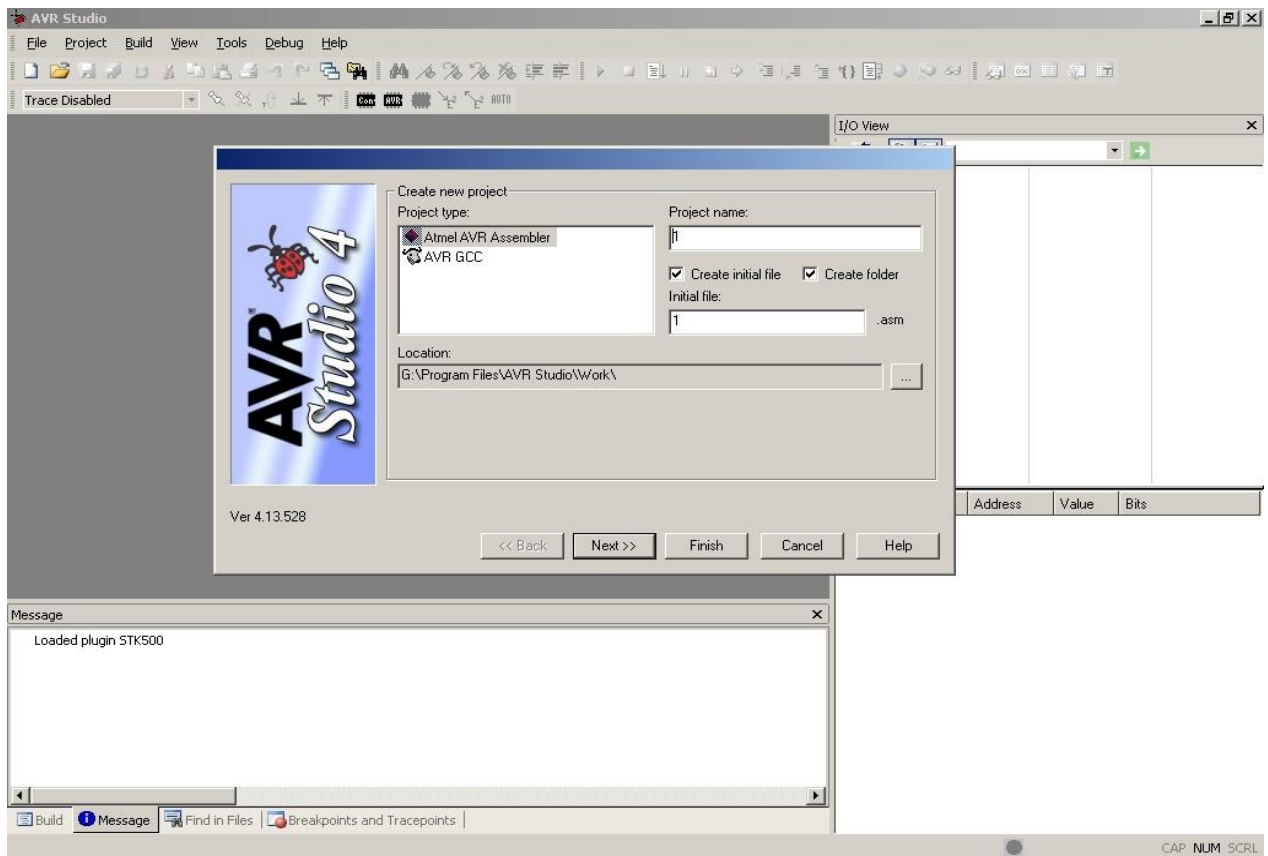 AVR Studio
File Project Build View Tools Debug Help
Trace Disabled
Con AVR AUTO
I/O View
Create new project
Project type:
Atmel AVR Assembler
AVR GCC
Project name:
1
Create initial file Create folder
Initial file:
1 .asm
Location:
G:\Program Files\AVR Studio\Work\
...
AVR Studio 4
Ver 4.13.528
<< Back Next >> Finish Cancel Help
Address Value Bits
Message
Loaded plugin STK500
Build Message Find in Files Breakpoints and Tracepoints
CAP NUM SCRL